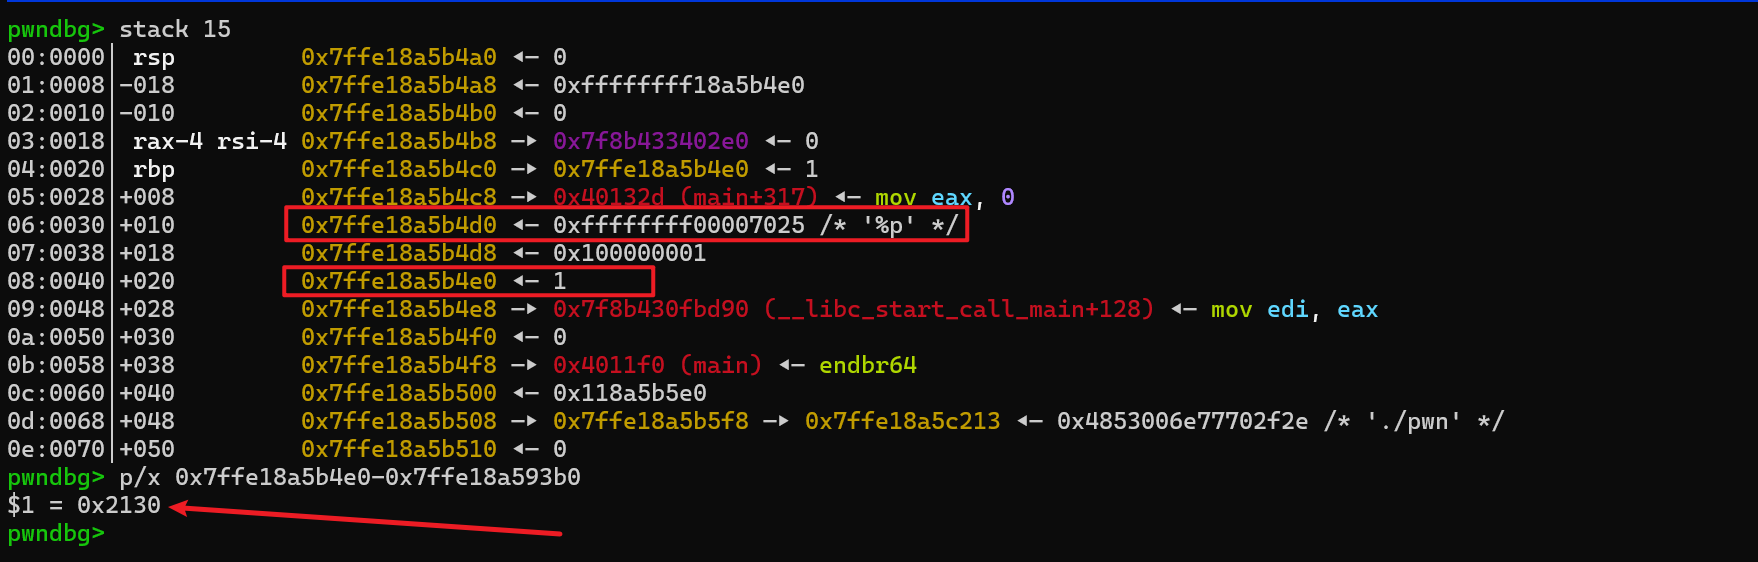 pwndbg> stack 15
00:0000│ rsp         0x7ffe18a5b4a0 ◂— 0
01:0008│-018         0x7ffe18a5b4a8 ◂— 0xffffffff18a5b4e0
02:0010│-010         0x7ffe18a5b4b0 ◂— 0
03:0018│ rax-4 rsi-4 0x7ffe18a5b4b8 —▸ 0x7f8b433402e0 ◂— 0
04:0020│ rbp         0x7ffe18a5b4c0 —▸ 0x7ffe18a5b4e0 ◂— 1
05:0028│+008         0x7ffe18a5b4c8 —▸ 0x40132d (main+317) ◂— mov eax, 0
06:0030│+010         0x7ffe18a5b4d0 ◂— 0xffffffff00007025 /* '%p' */
07:0038│+018         0x7ffe18a5b4d8 ◂— 0x100000001
08:0040│+020         0x7ffe18a5b4e0 ◂— 1
09:0048│+028         0x7ffe18a5b4e8 —▸ 0x7f8b430fbd90 (__libc_start_call_main+128) ◂— mov edi, eax
0a:0050│+030         0x7ffe18a5b4f0 ◂— 0
0b:0058│+038         0x7ffe18a5b4f8 —▸ 0x4011f0 (main) ◂— endbr64
0c:0060│+040         0x7ffe18a5b500 ◂— 0x118a5b5e0
0d:0068│+048         0x7ffe18a5b508 —▸ 0x7ffe18a5b5f8 —▸ 0x7ffe18a5c213 ◂— 0x4853006e77702f2e /* './pwn' */
0e:0070│+050         0x7ffe18a5b510 ◂— 0
pwndbg> p/x 0x7ffe18a5b4e0-0x7ffe18a593b0
$1 = 0x2130
pwndbg>